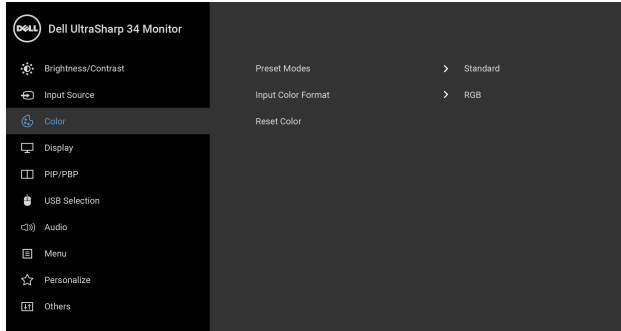 DELL Dell UltraSharp 34 Monitor
Brightness/Contrast
Preset Modes Standard
Input Source
Input Color Format RGB
Color
Reset Color
Display
PIP/PBP
USB Selection
Audio
Menu
Personalize
Others